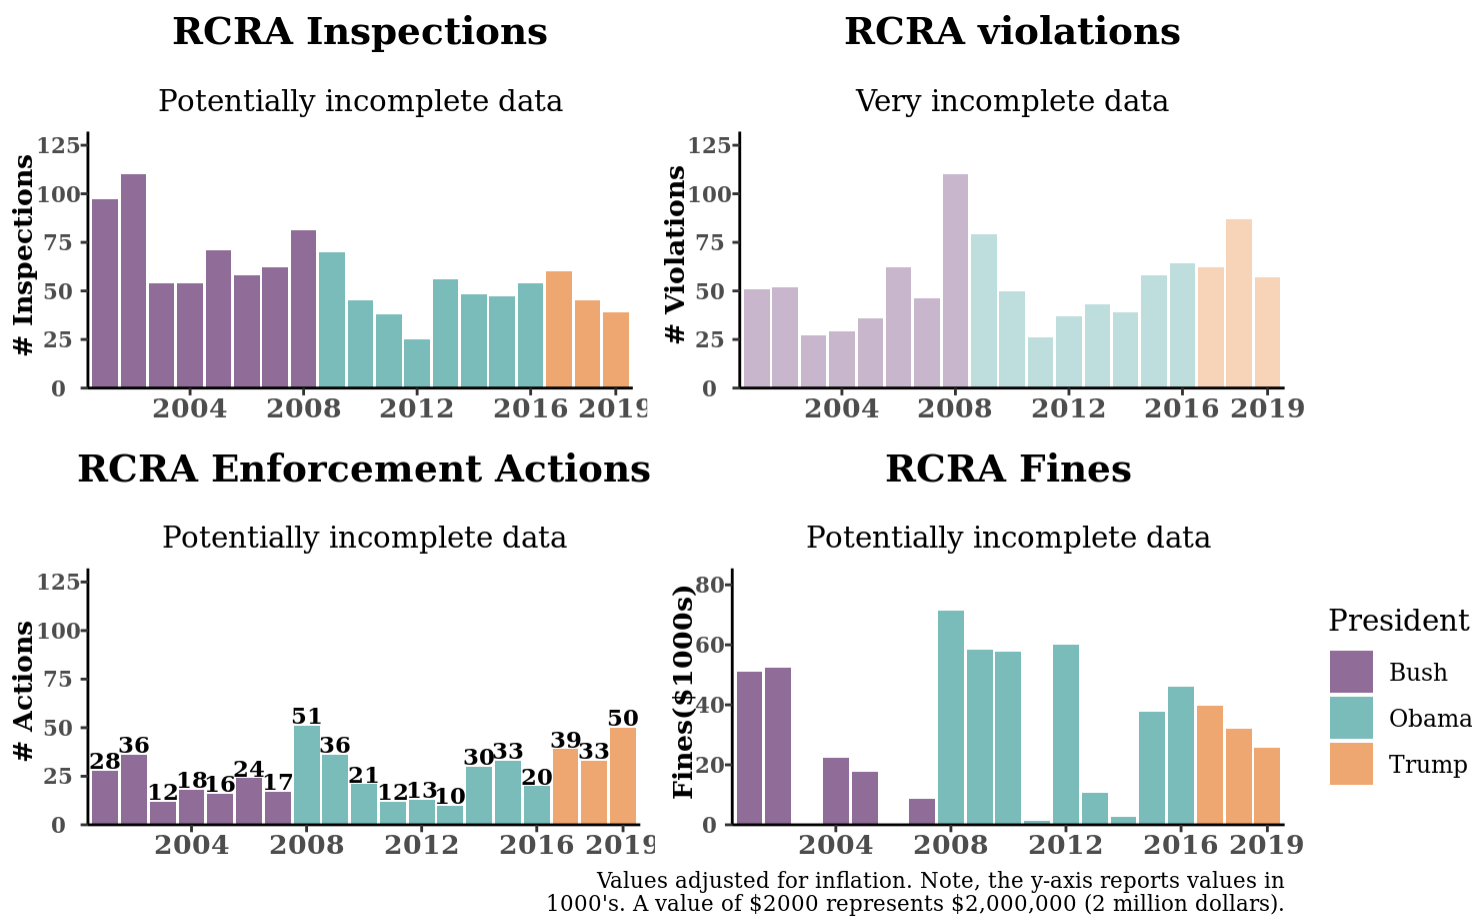 RCRA Inspections
Potentially incomplete data
# Inspections
125
100
75
50
25
0
2004 2008 2012 2016 2019
RCRA violations
Very incomplete data
# Violations
125
100
75
50
25
0
2004 2008 2012 2016 2019
RCRA Enforcement Actions
Potentially incomplete data
# Actions
125
100
75
50
25
0
28 36 12 18 16 24 17 51 36 21 12 13 10 30 33 20 39 33 50
2004 2008 2012 2016 2019
RCRA Fines
Potentially incomplete data
Fines($1000s)
80
60
40
20
0
2004 2008 2012 2016 2019
President
Bush
Obama
Trump
Values adjusted for inflation. Note, the y-axis reports values in
1000's. A value of $2000 represents $2,000,000 (2 million dollars).